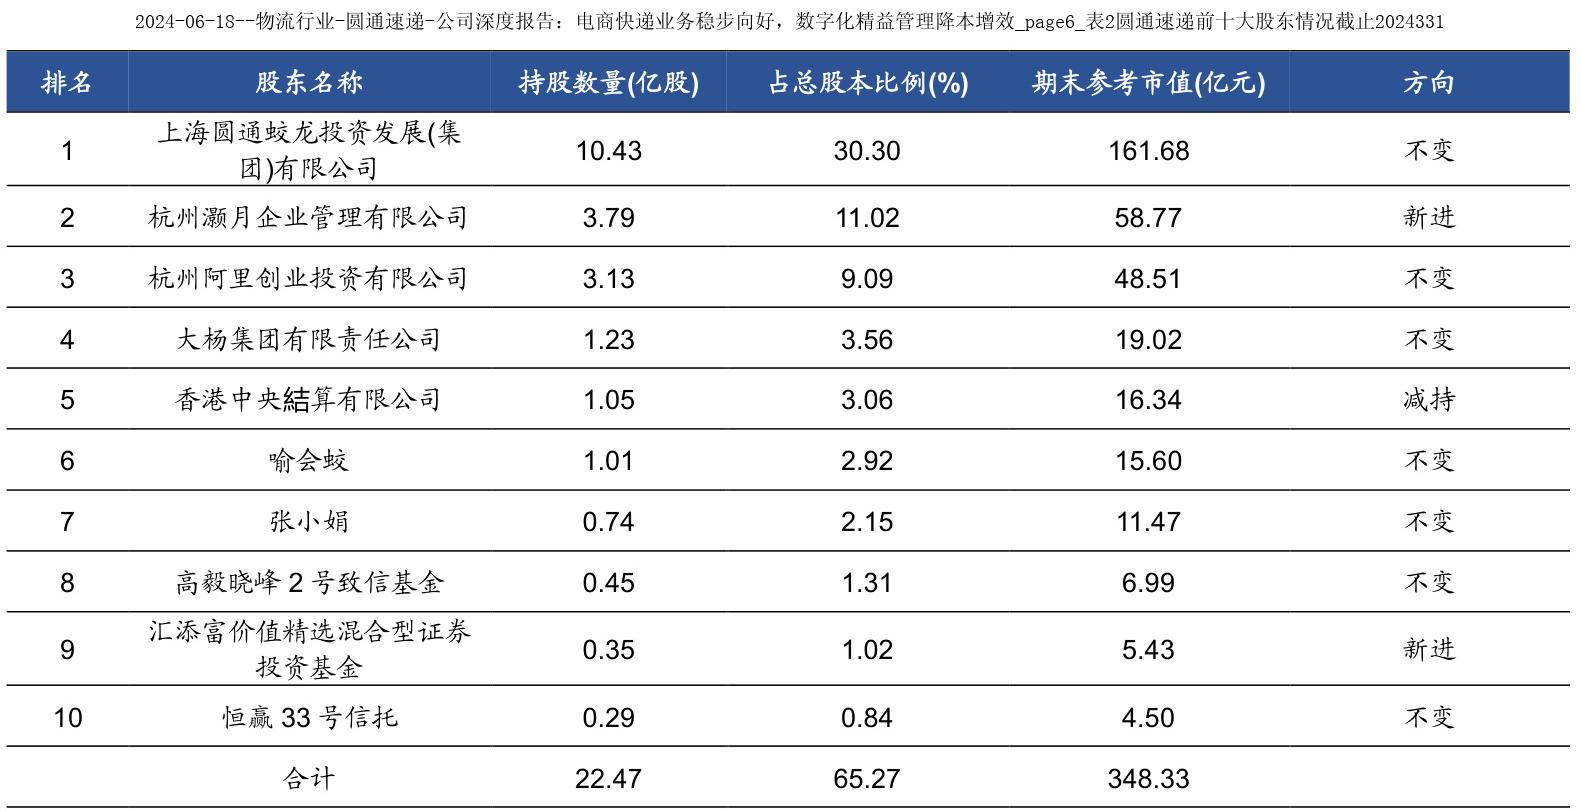 2024-06-18--物流行业-圆通速递-公司深度报告：电商快递业务稳步向好，数字化精益管理降本增效_page6_表2圆通速递前十大股东情况截止2024331
排名 股东名称 持股数量(亿股) 占总股本比例(%) 期末参考市值(亿元) 方向
1 上海圆通蛟龙投资发展(集
团)有限公司 10.43 30.30 161.68 不变
2 杭州灏月企业管理有限公司 3.79 11.02 58.77 新进
3 杭州阿里创业投资有限公司 3.13 9.09 48.51 不变
4 大杨集团有限责任公司 1.23 3.56 19.02 不变
5 香港中央結算有限公司 1.05 3.06 16.34 减持
6 喻会蛟 1.01 2.92 15.60 不变
7 张小娟 0.74 2.15 11.47 不变
8 高毅晓峰 2 号致信基金 0.45 1.31 6.99 不变
9 汇添富价值精选混合型证券
投资基金 0.35 1.02 5.43 新进
10 恒赢 33 号信托 0.29 0.84 4.50 不变
合计 22.47 65.27 348.33